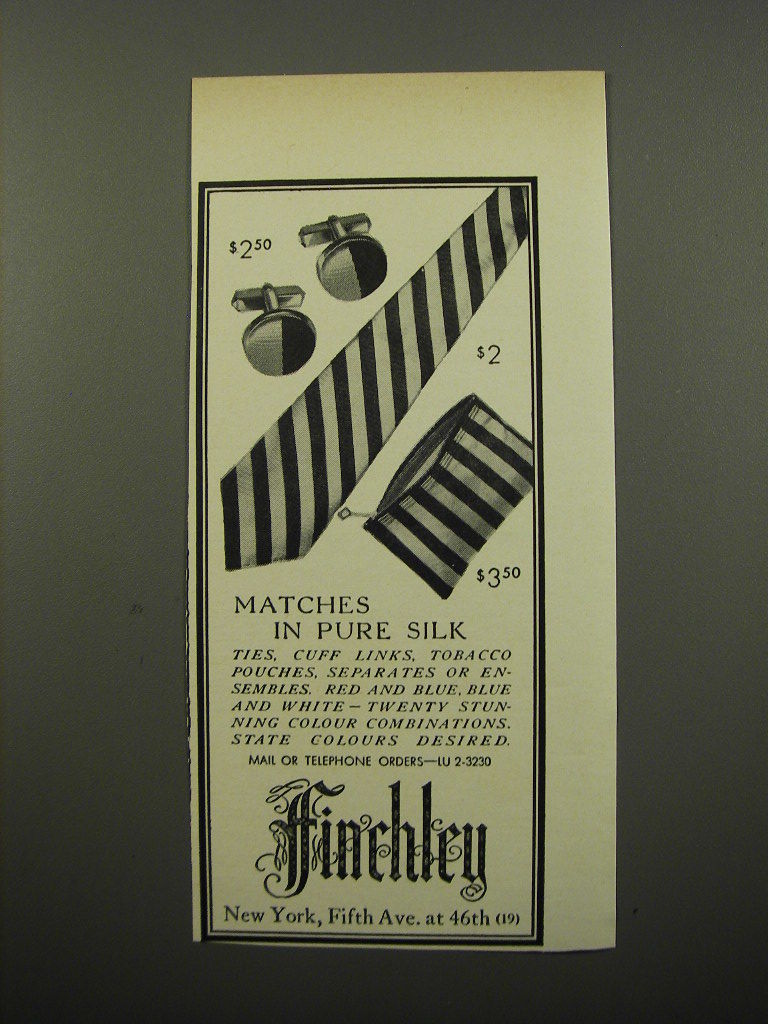 $2.50
$2
$3.50
MATCHES
IN PURE SILK
TIES, CUFF LINKS, TOBACCO
POUCHES, SEPARATES OR EN-
SEMBLES. RED AND BLUE, BLUE
AND WHITE — TWENTY STUN-
NING COLOUR COMBINATIONS.
STATE COLOURS DESIRED.
MAIL OR TELEPHONE ORDERS—LU 2-3230
Finchley
New York, Fifth Ave. at 46th (19)